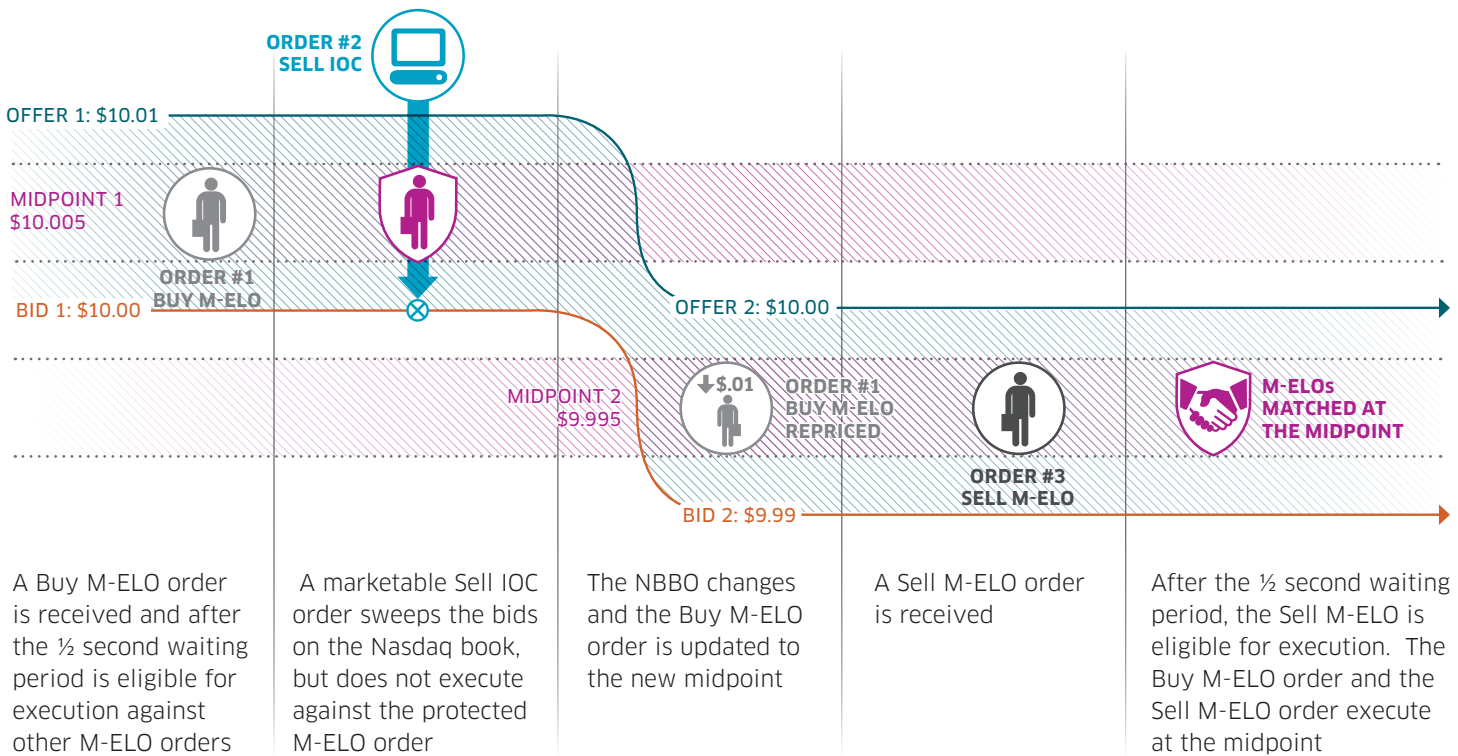 ORDER #2
SELL IOC
OFFER 1: $10.01
MIDPOINT 1
$10.005
ORDER #1
BUY M-ELO
BID 1: $10.00
OFFER 2: $10.00
MIDPOINT 2
$9.995
$.01
ORDER #1
BUY M-ELO
REPRICED
ORDER #3
SELL M-ELO
M-ELOs
MATCHED AT
THE MIDPOINT
BID 2: $9.99
A Buy M-ELO order
is received and after
the ½ second waiting
period is eligible for
execution against
other M-ELO orders
A marketable Sell IOC
order sweeps the bids
on the Nasdaq book,
but does not execute
against the protected
M-ELO order
The NBBO changes
and the Buy M-ELO
order is updated to
the new midpoint
A Sell M-ELO order
is received
After the ½ second waiting
period, the Sell M-ELO is
eligible for execution. The
Buy M-ELO order and the
Sell M-ELO order execute
at the midpoint